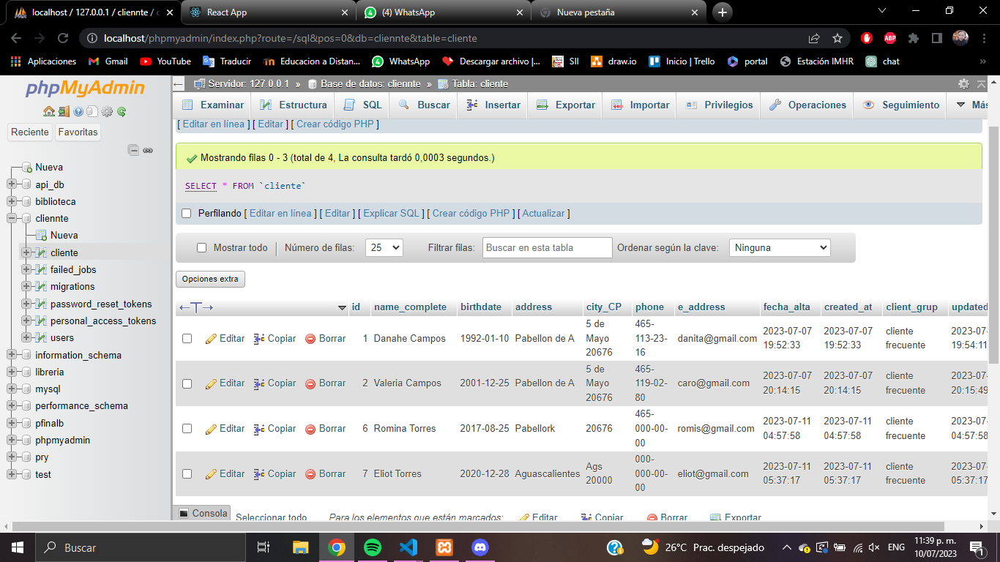 localhost / 127.0.0.1 / cliennte / c
React App
(4) WhatsApp
Nueva pestaña
localhost/phpmyadmin/index.php?route=/sql&pos=0&db=cliennte&table=cliente
Aplicaciones
Gmail
YouTube
Traducir
Educacion a Distan...
WhatsApp
Descargar archivo |...
SII
draw.io
Inicio | Trello
portal
Estación IMHR
chat
»
phpMyAdmin
Reciente
Favoritas
Nueva
api_db
biblioteca
cliennte
Nueva
cliente
failed_jobs
migrations
password_reset_tokens
personal_access_tokens
users
information_schema
libreria
mysql
performance_schema
pfinalb
phpmyadmin
pry
test
Servidor: 127.0.0.1 » Base de datos: cliennte » Tabla: cliente
Examinar Estructura SQL Buscar Insertar Exportar Importar Privilegios Operaciones Seguimiento Más
[ Editar en línea ] [ Editar ] [ Crear código PHP ]
Mostrando filas 0 - 3 (total de 4, La consulta tardó 0,0003 segundos.)
SELECT * FROM `cliente`
Perfilando [ Editar en línea ] [ Editar ] [ Explicar SQL ] [ Crear código PHP ] [ Actualizar ]
Mostrar todo | Número de filas: 25 Filtrar filas: Buscar en esta tabla Ordenar según la clave: Ninguna
Opciones extra
←T→ id name_complete birthdate address city_CP phone e_address fecha_alta created_at client_grup updated
Editar Copiar Borrar 1 Danahe Campos 1992-01-10 Pabellon de A 5 de Mayo 20676 465-113-23-16 danita@gmail.com 2023-07-07 19:52:33 2023-07-07 19:52:33 cliente frecuente 2023-07- 19:54:11
Editar Copiar Borrar 2 Valeria Campos 2001-12-25 Pabellon de A 5 de Mayo 20676 465-119-02-80 caro@gmail.com 2023-07-07 20:14:15 2023-07-07 20:14:15 cliente frecuente 2023-07- 20:15:49
Editar Copiar Borrar 6 Romina Torres 2017-08-25 Pabellork 20676 465-000-00-00 romis@gmail.com 2023-07-11 04:57:58 2023-07-11 04:57:58 cliente frecuente 2023-07- 04:57:58
Editar Copiar Borrar 7 Eliot Torres 2020-12-28 Aguascalientes Ags 20000 000-000-00-00 eliot@gmail.com 2023-07-11 05:37:17 2023-07-11 05:37:17 cliente frecuente 2023-07- 05:37:17
Consola
Seleccionar todo Para los elementos que están marcados: Editar Copiar Borrar Exportar
Buscar
26°C Prac. despejado
ENG
11:39 p. m.
10/07/2023
1